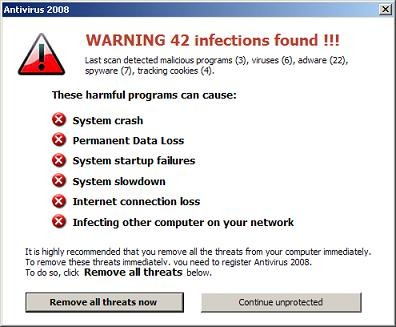 Antivirus 2008
WARNING 42 infections found !!!
Last scan detected malicious programs (3), viruses (6), adware (22),
spyware (7), tracking cookies (4).
These harmful programs can cause:
System crash
Permanent Data Loss
System startup failures
System slowdown
Internet connection loss
Infecting other computer on your network
It is highly recommended that you remove all the threats from your computer immediately.
To remove these threats immediately, you need to register Antivirus 2008.
To do so, click Remove all threats below.
Remove all threats now
Continue unprotected